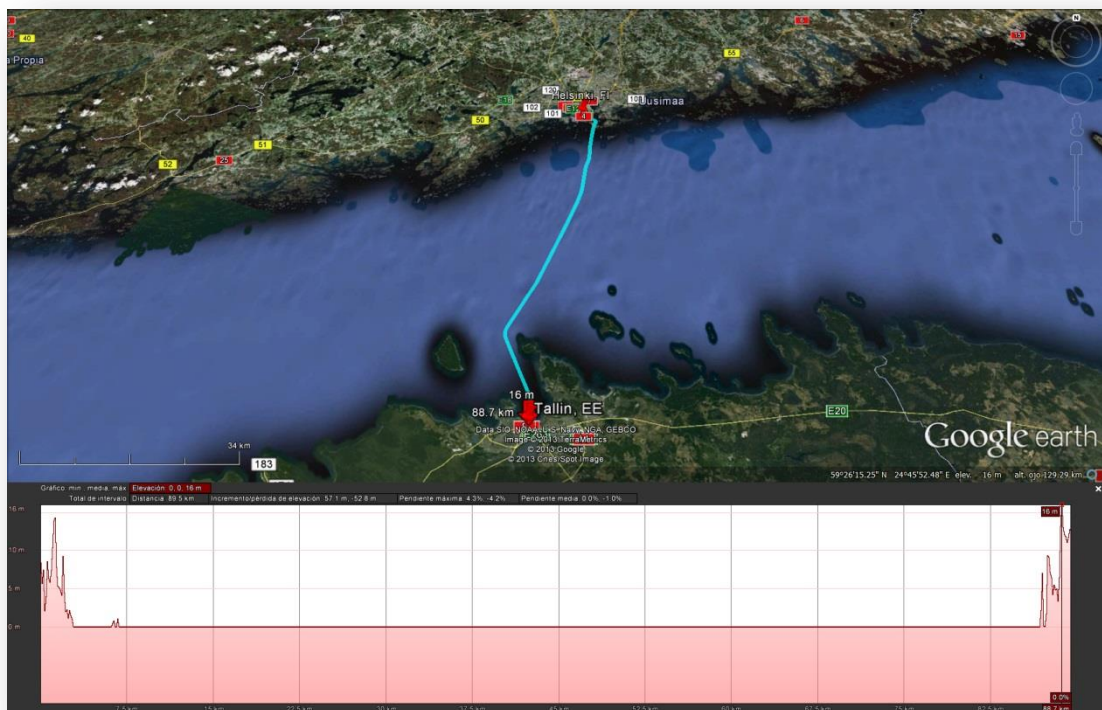 40
a Propia
6
15
55
120
Helsinki, FI
E18
102
101
Uusimaa
50
51
52
25
4
16 m
88.7 km
Tallin, EE
E20
Data SIO, NOAA, U.S. Navy, NGA, GEBCO
Image © 2013 TerraMetrics
© 2013 Google
© 2013 Cnes/Spot Image
Google earth
34 km
183
59°26'15.25" N 24°45'52.48" E elev. 16 m alt. ojo 129.29 km
Gráfico: mín., media, máx. Elevación: 0, 0, 16 m
Total de intervalo: Distancia: 89.5 km Incremento/pérdida de elevación: 57.1 m, -52.8 m Pendiente máxima: 4.3%, -4.2% Pendiente media: 0.0%, -1.0%
16 m
16 m
10 m
5 m
0 m
0.0%
7.5 km
15 km
22.5 km
30 km
37.5 km
45 km
52.5 km
60 km
67.5 km
75 km
82.5 km
88.7 km